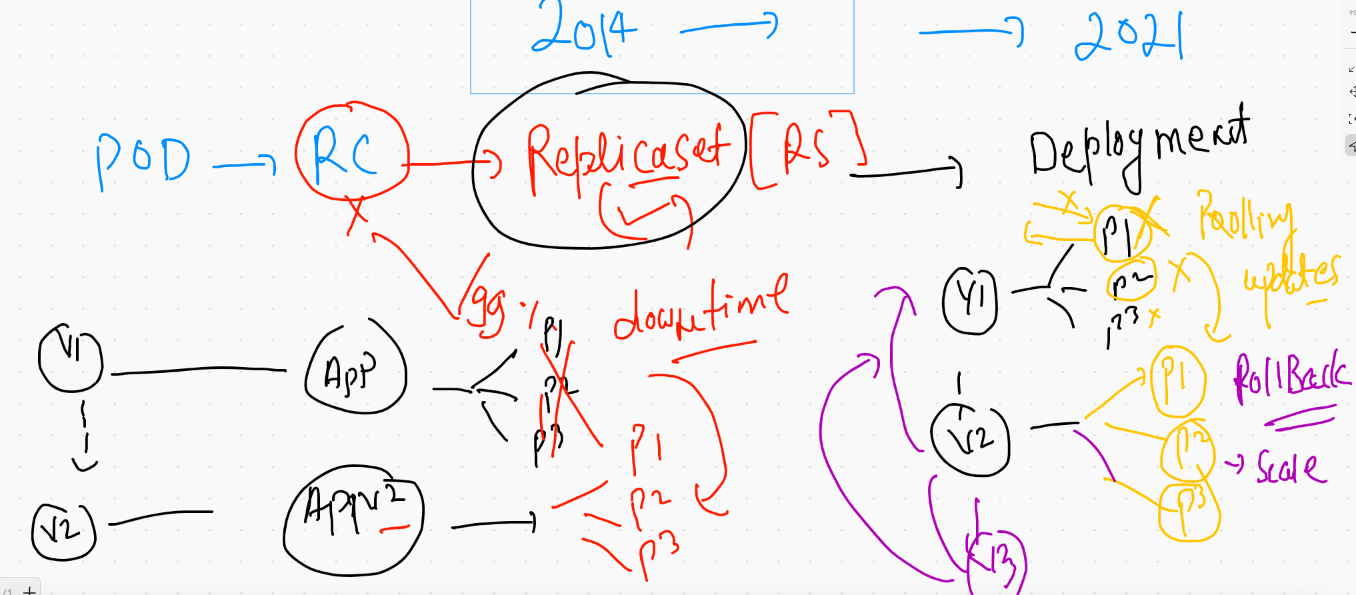 2014 → → 2021
POD → RC → Replicaset [RS] → Deployment
X
99 %
downtime
V1
App
P1
P2
P3
V2
Appv2
P1
P2
P3
V1
P1
P2
P3
X
X
X
Rolling
updates
V2
P1
P2
P3
RollBack
→ Scale
V3